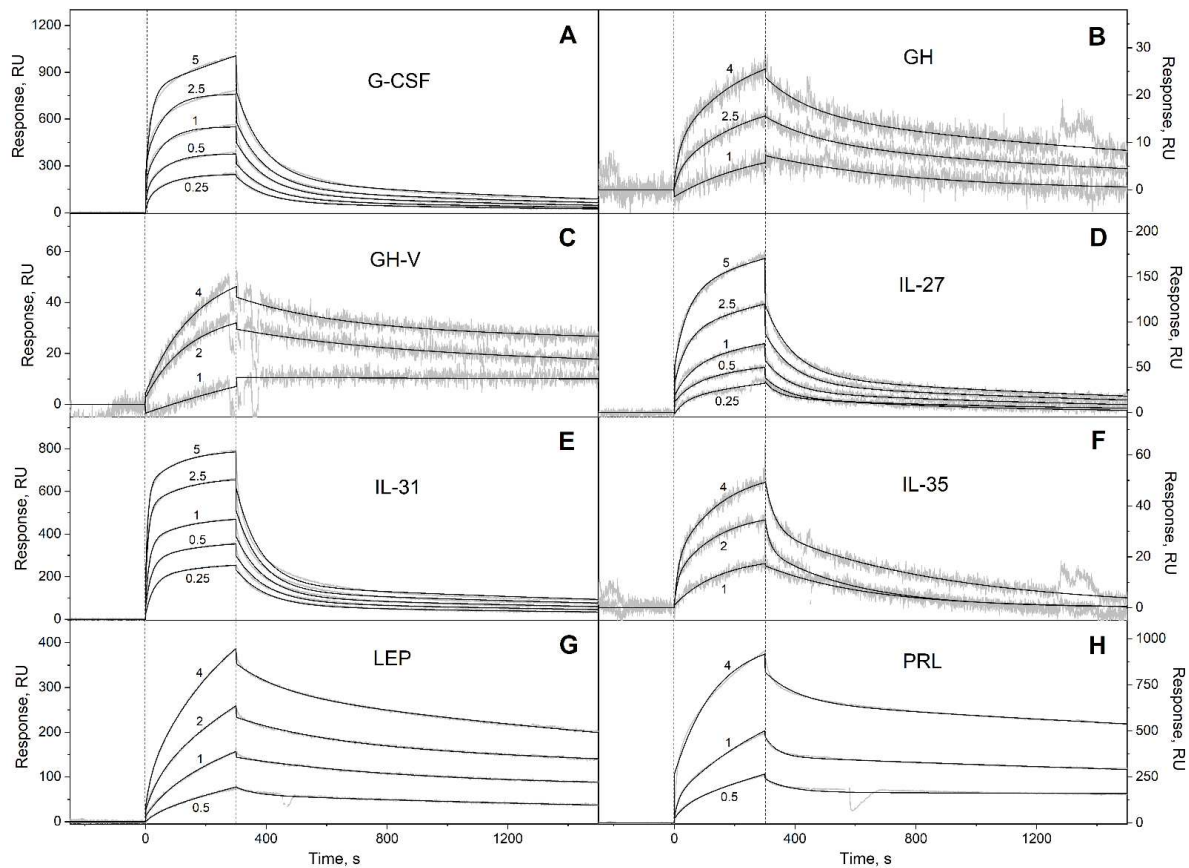 A
G-CSF
Response, RU
1200
900
600
300
0
5
2.5
1
0.5
0.25
B
GH
Response, RU
30
20
10
0
4
2.5
1
C
GH-V
Response, RU
60
40
20
0
4
2
1
D
IL-27
Response, RU
200
150
100
50
0
5
2.5
1
0.5
0.25
E
IL-31
Response, RU
800
600
400
200
0
5
2.5
1
0.5
0.25
F
IL-35
Response, RU
80
60
40
20
0
4
2
1
G
LEP
Response, RU
400
300
200
100
0
4
2
1
0.5
0
400
800
1200
Time, s
H
PRL
Response, RU
1000
750
500
250
0
4
1
0.5
0
400
800
1200
Time, s